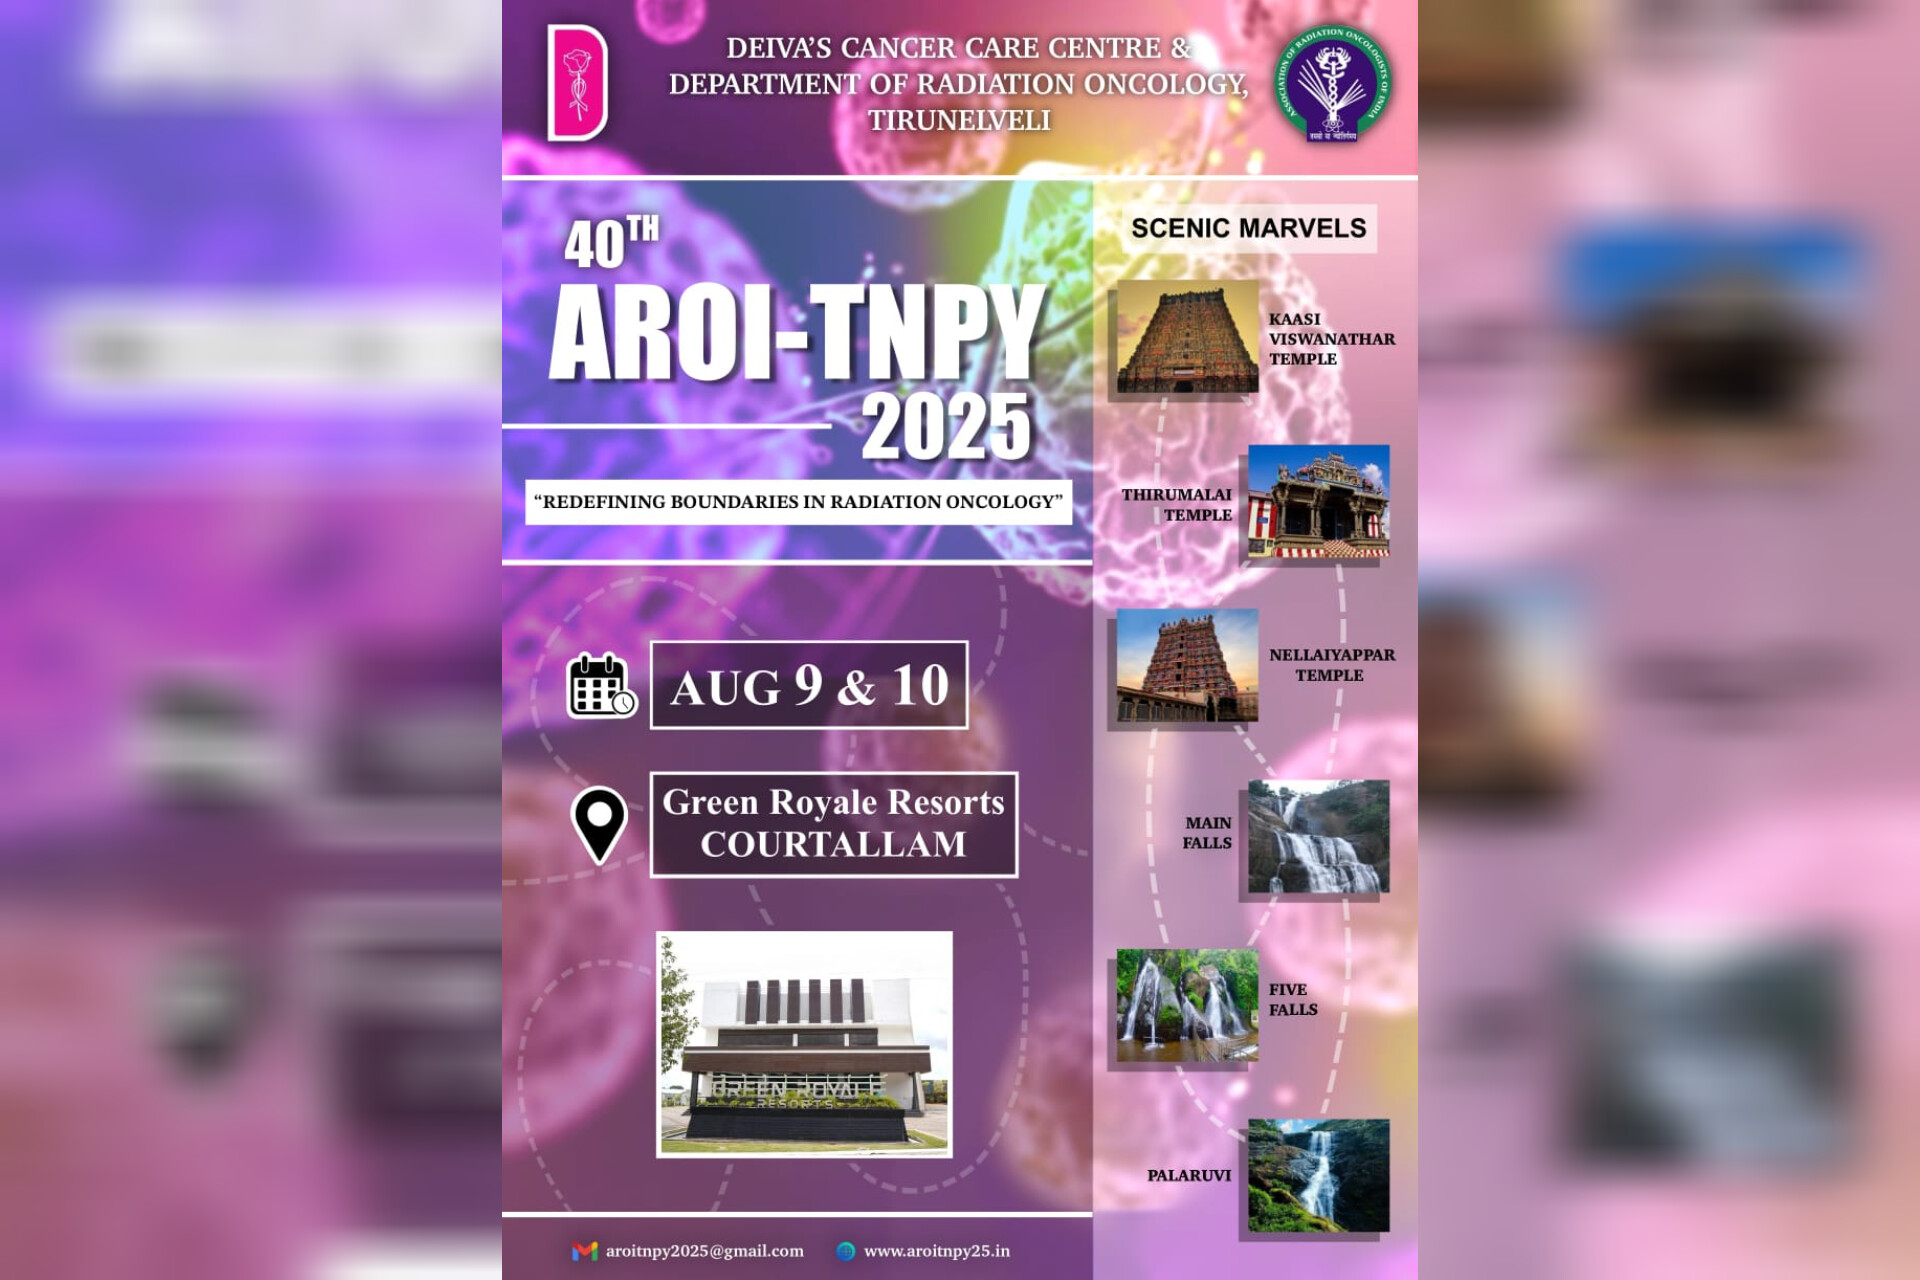 DEIVA'S CANCER CARE CENTRE &
DEPARTMENT OF RADIATION ONCOLOGY,
TIRUNELVELI
ASSOCIATION OF RADIATION ONCOLOGISTS OF INDIA
40TH
AROI-TNPY
2025
“REDEFINING BOUNDARIES IN RADIATION ONCOLOGY”
AUG 9 & 10
Green Royale Resorts
COURTALLAM
GREEN ROYALE
RESORTS
aroitnpy2025@gmail.com
www.aroitnpy25.in
SCENIC MARVELS
KAASI
VISWANATHAR
TEMPLE
THIRUMALAI
TEMPLE
NELLAIYAPPAR
TEMPLE
MAIN
FALLS
FIVE
FALLS
PALARUVI